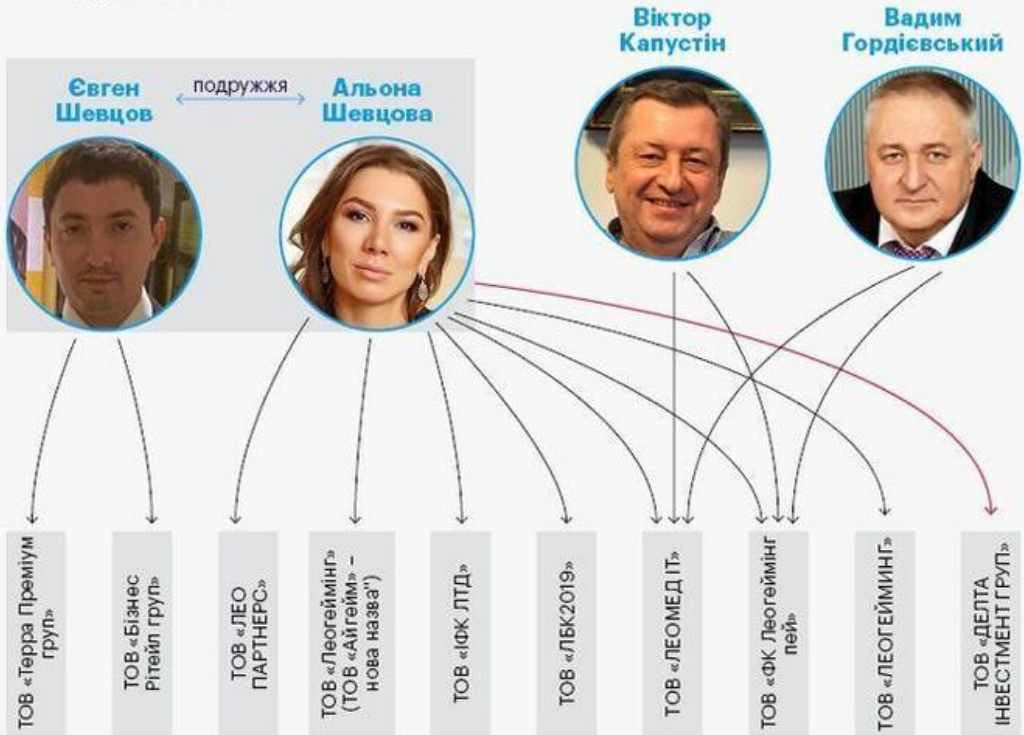 Віктор
Капустін
Вадим
Гордієвський
Євген
Шевцов
подружжя
Альона
Шевцова
ТОВ «Терра Преміум
груп»
ТОВ «Бізнес
Рітейл груп»
ТОВ «ЛЕО
ПАРТНЕРС»
ТОВ «Леогеймінг»
(ТОВ «Айгейм» –
нова назва")
ТОВ «ІФК ЛТД»
ТОВ «ЛБК2019»
ТОВ «ЛЕОМЕД ІТ»
ТОВ «ФК Леогеймінг
пей»
ТОВ «ЛЕОГЕЙМИНГ»
ТОВ «ДЕЛТА
ІНВЕСТМЕНТ ГРУП»